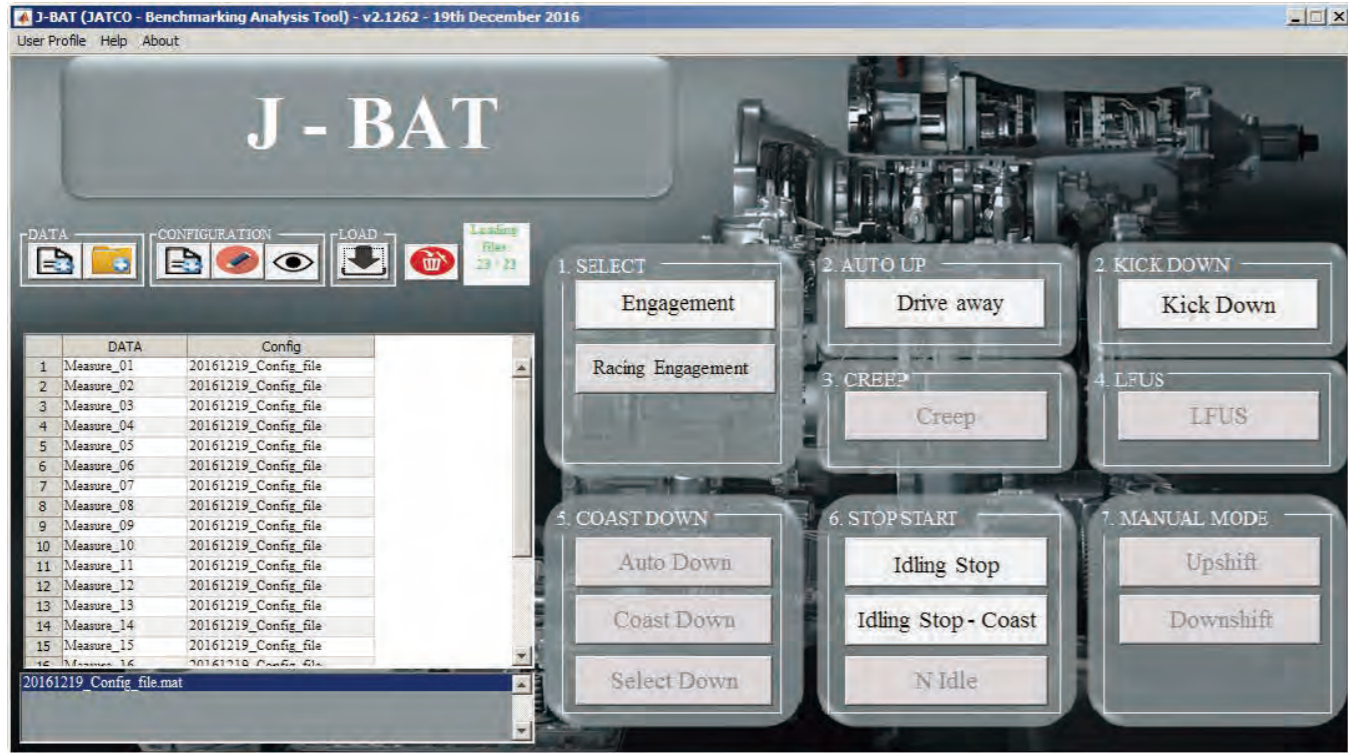 J-BAT (JATCO - Benchmarking Analysis Tool) - v2.1262 - 19th December 2016
User Profile Help About
J - BAT
DATA CONFIGURATION LOAD
Loading
files
23 / 23
DATA Config
1 Measure_01 20161219_Config_file
2 Measure_02 20161219_Config_file
3 Measure_03 20161219_Config_file
4 Measure_04 20161219_Config_file
5 Measure_05 20161219_Config_file
6 Measure_06 20161219_Config_file
7 Measure_07 20161219_Config_file
8 Measure_08 20161219_Config_file
9 Measure_09 20161219_Config_file
10 Measure_10 20161219_Config_file
11 Measure_11 20161219_Config_file
12 Measure_12 20161219_Config_file
13 Measure_13 20161219_Config_file
14 Measure_14 20161219_Config_file
15 Measure_15 20161219_Config_file
16 Measure_16 20161219_Config_file
20161219_Config_file.mat
1. SELECT
Engagement
Racing Engagement
2. AUTO UP
Drive away
2. KICK DOWN
Kick Down
3. CREEP
Creep
4. LFUS
LFUS
5. COAST DOWN
Auto Down
Coast Down
Select Down
6. STOP START
Idling Stop
Idling Stop - Coast
N Idle
7. MANUAL MODE
Upshift
Downshift